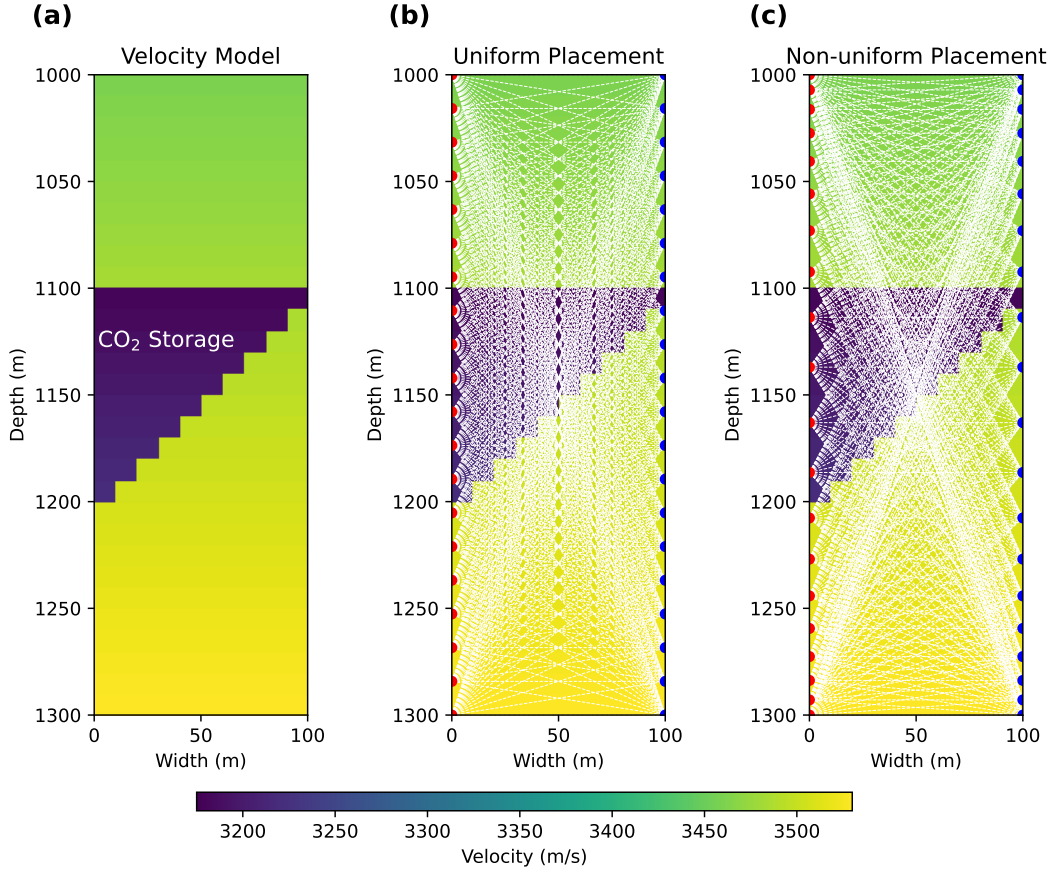 (a)
(b)
(c)
Velocity Model
Uniform Placement
Non-uniform Placement
1000
1050
1100
1150
1200
1250
1300
Depth (m)
CO₂ Storage
0
50
100
Width (m)
1000
1050
1100
1150
1200
1250
1300
Depth (m)
0
50
100
Width (m)
1000
1050
1100
1150
1200
1250
1300
Depth (m)
0
50
100
Width (m)
3200
3250
3300
3350
3400
3450
3500
Velocity (m/s)